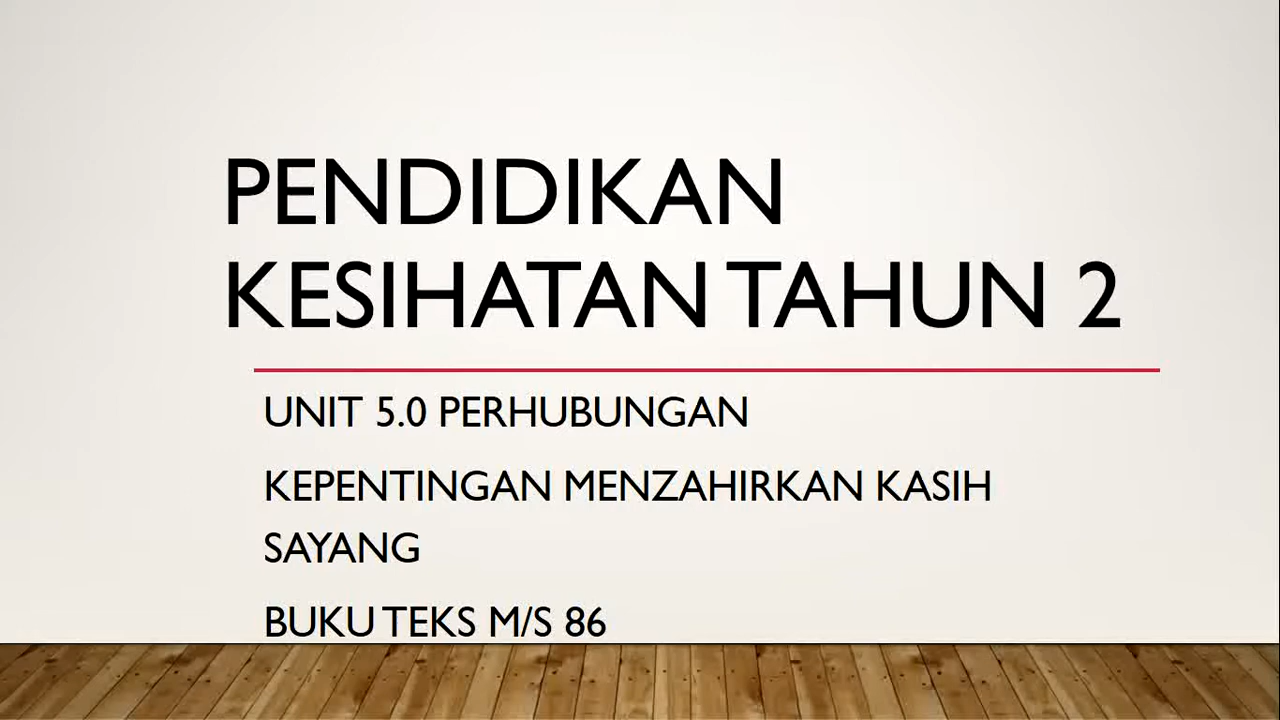 PENDIDIKAN
KESIHATAN TAHUN 2
UNIT 5.0 PERHUBUNGAN
KEPENTINGAN MENZAHIRKAN KASIH
SAYANG
BUKU TEKS M/S 86